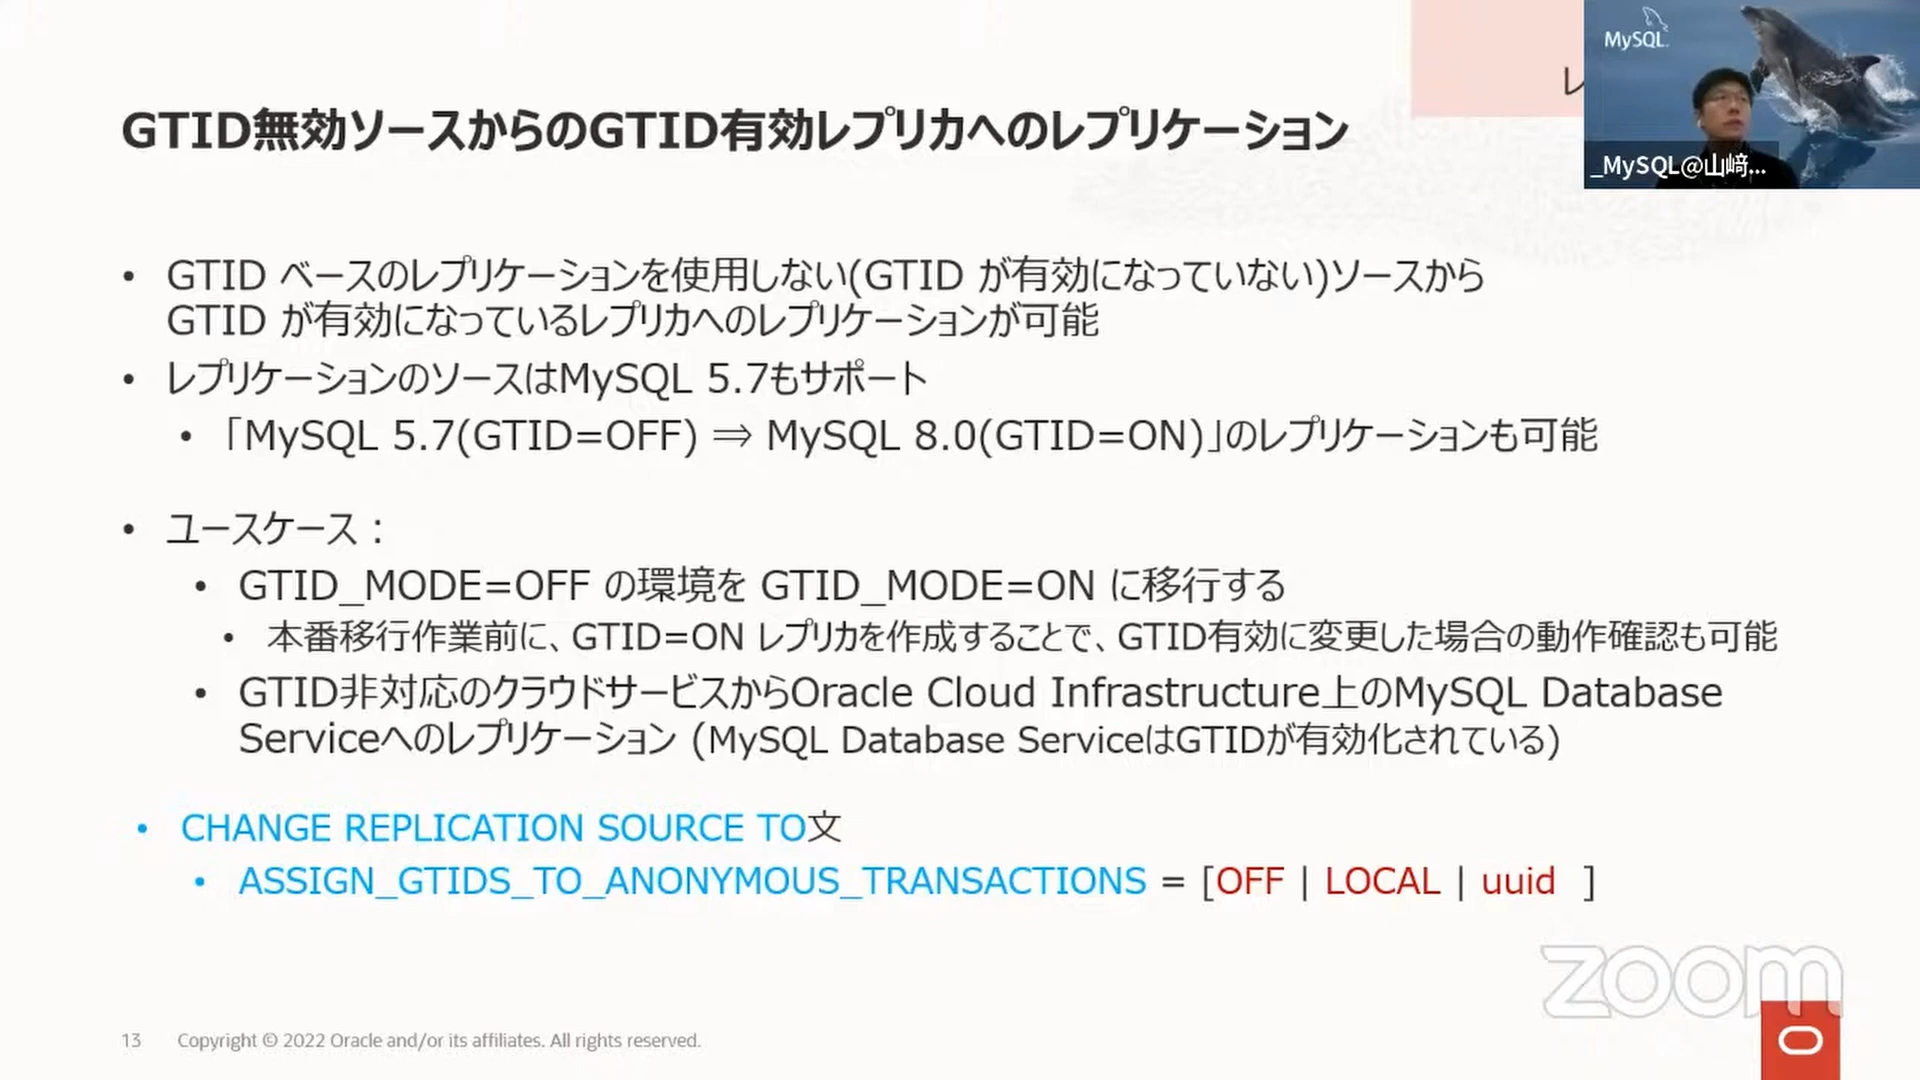 レ
MySQL
_MySQL@山﨑...
GTID無効ソースからのGTID有効レプリカへのレプリケーション
• GTID ベースのレプリケーションを使用しない(GTID が有効になっていない)ソースから
GTID が有効になっているレプリカへのレプリケーションが可能
• レプリケーションのソースはMySQL 5.7もサポート
• 「MySQL 5.7(GTID=OFF) ⇒ MySQL 8.0(GTID=ON)」のレプリケーションも可能
• ユースケース：
• GTID_MODE=OFF の環境を GTID_MODE=ON に移行する
• 本番移行作業前に、GTID=ON レプリカを作成することで、GTID有効に変更した場合の動作確認も可能
• GTID非対応のクラウドサービスからOracle Cloud Infrastructure上のMySQL Database
Serviceへのレプリケーション (MySQL Database ServiceはGTIDが有効化されている)
• CHANGE REPLICATION SOURCE TO文
• ASSIGN_GTIDS_TO_ANONYMOUS_TRANSACTIONS = [OFF | LOCAL | uuid ]
zoom
13 Copyright © 2022 Oracle and/or its affiliates. All rights reserved.